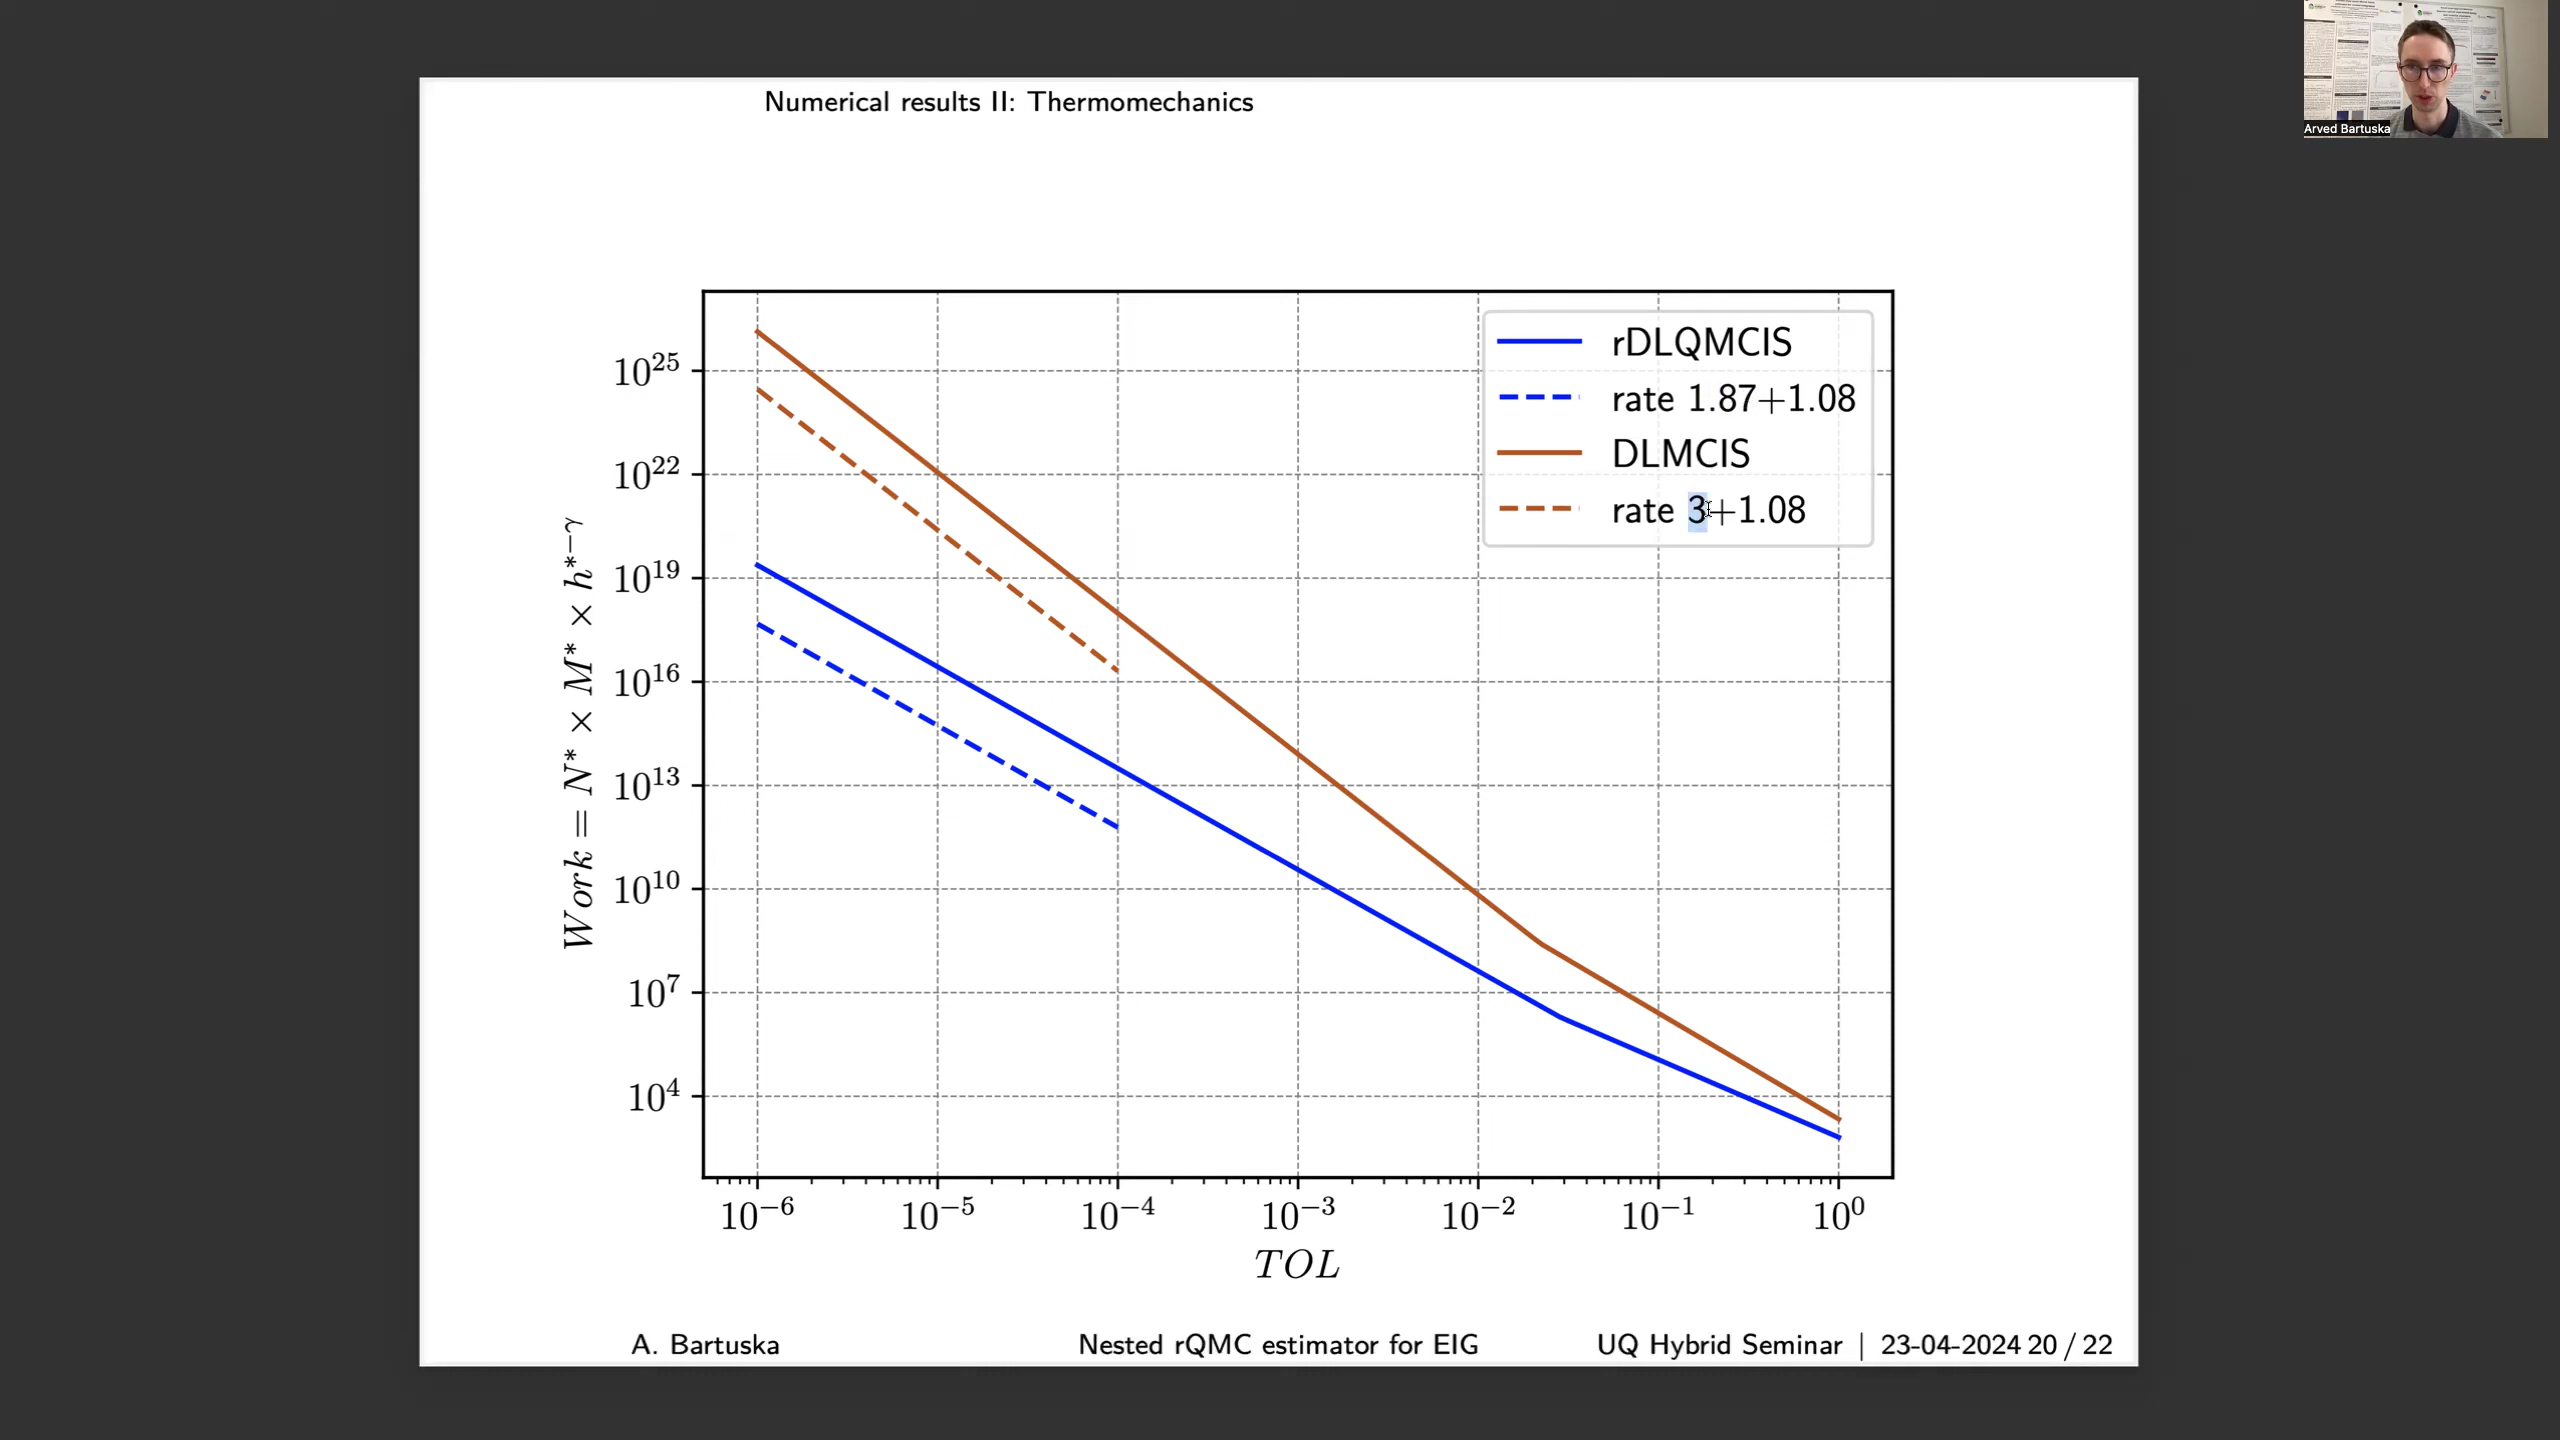 Numerical results II: Thermomechanics
Arved Bartuska
rDLQMCIS
rate 1.87+1.08
DLMCIS
rate 3+1.08
Work = N* × M* × h*^−γ
10^25
10^22
10^19
10^16
10^13
10^10
10^7
10^4
10^−6 10^−5 10^−4 10^−3 10^−2 10^−1 10^0
TOL
A. Bartuska Nested rQMC estimator for EIG UQ Hybrid Seminar | 23-04-2024 20 / 22